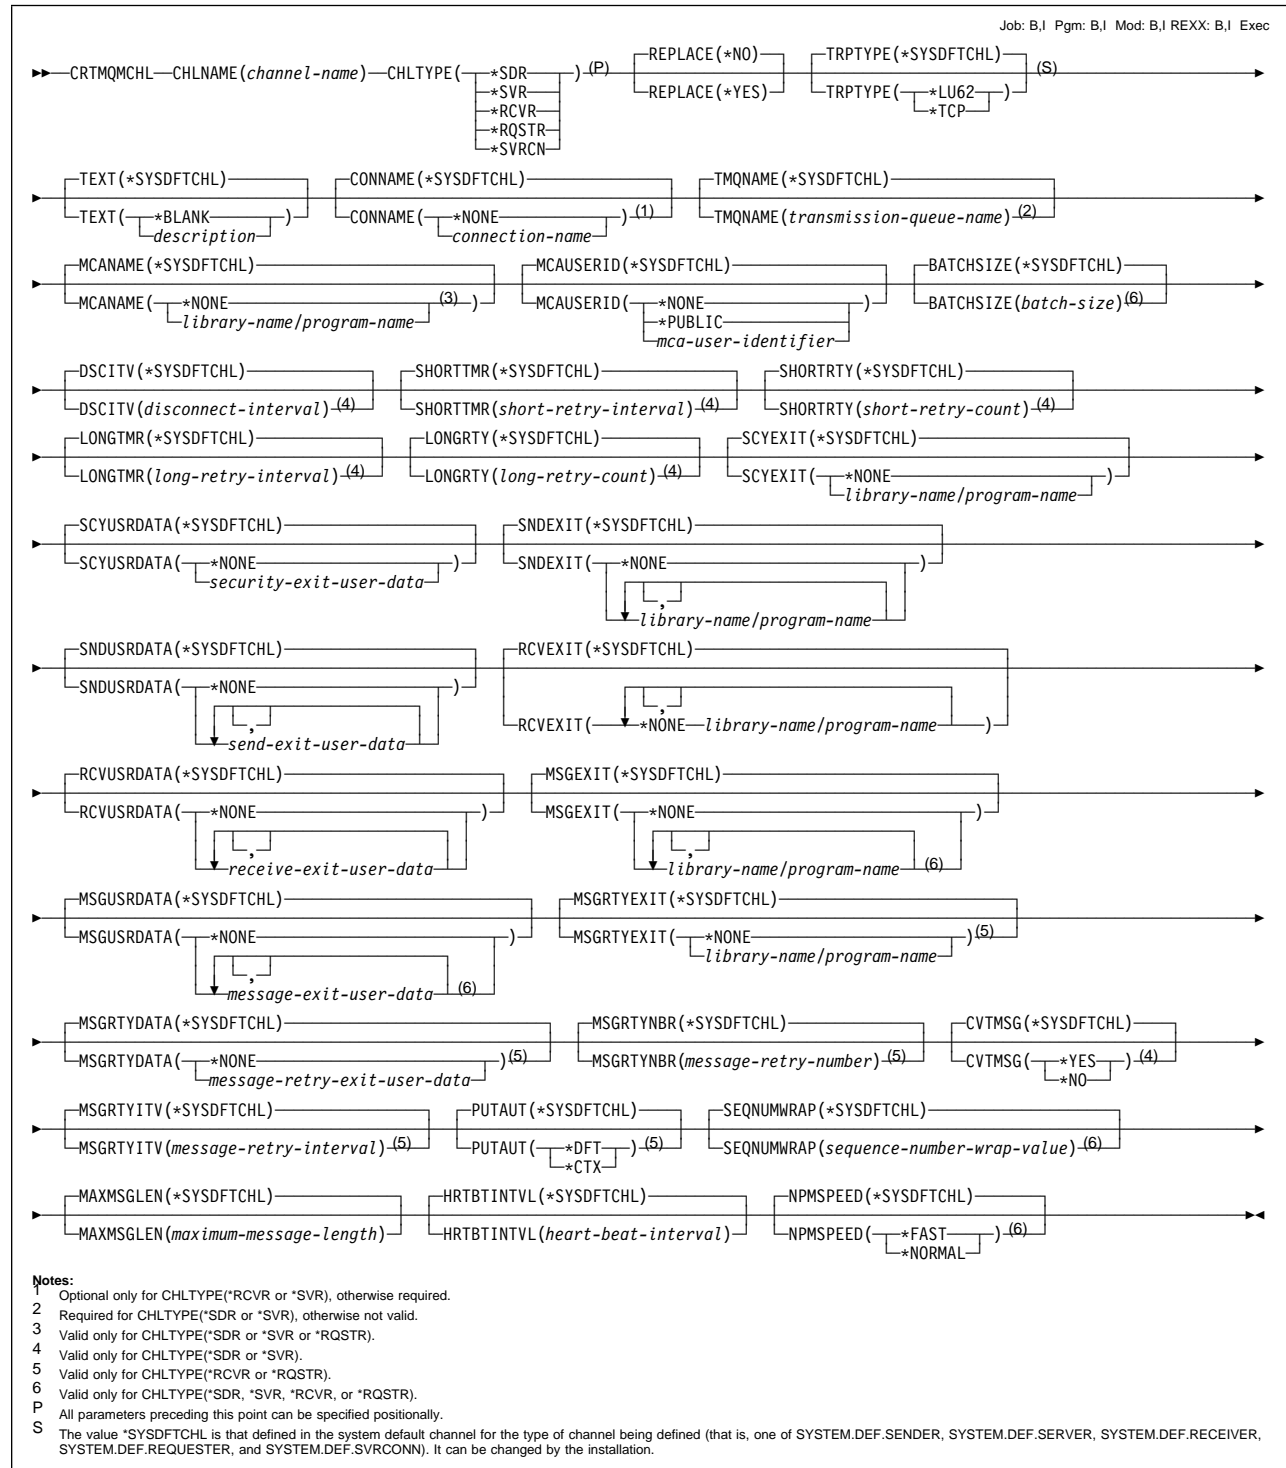 Job: B,I Pgm: B,I Mod: B,I REXX: B,I Exec
REPLACE(*NO) TRPTYPE(*SYSDFTCHL)
CRTMQMCHL CHLNAME(channel-name) CHLTYPE( *SDR ) (P) (S)
*SVR REPLACE(*YES) TRPTYPE( *LU62 )
*RCVR *TCP
*RQSTR
*SVRCN
TEXT(*SYSDFTCHL) CONNAME(*SYSDFTCHL) TMQNAME(*SYSDFTCHL)
TEXT( *BLANK ) CONNAME( *NONE ) (1) TMQNAME(transmission-queue-name) (2)
description connection-name
MCANAME(*SYSDFTCHL) MCAUSERID(*SYSDFTCHL) BATCHSIZE(*SYSDFTCHL)
MCANAME( *NONE (3) ) MCAUSERID( *NONE ) BATCHSIZE(batch-size) (6)
library-name/program-name *PUBLIC
mca-user-identifier
DSCITV(*SYSDFTCHL) SHORTTMR(*SYSDFTCHL) SHORTRTY(*SYSDFTCHL)
DSCITV(disconnect-interval) (4) SHORTTMR(short-retry-interval) (4) SHORTRTY(short-retry-count) (4)
LONGTMR(*SYSDFTCHL) LONGRTY(*SYSDFTCHL) SCYEXIT(*SYSDFTCHL)
LONGTMR(long-retry-interval) (4) LONGRTY(long-retry-count) (4) SCYEXIT( *NONE )
library-name/program-name
SCYUSRDATA(*SYSDFTCHL) SNDEXIT(*SYSDFTCHL)
SCYUSRDATA( *NONE ) SNDEXIT( *NONE )
security-exit-user-data ,
library-name/program-name
SNDUSRDATA(*SYSDFTCHL) RCVEXIT(*SYSDFTCHL)
SNDUSRDATA( *NONE )
, ,
RCVEXIT( *NONE library-name/program-name )
send-exit-user-data
RCVUSRDATA(*SYSDFTCHL) MSGEXIT(*SYSDFTCHL)
RCVUSRDATA( *NONE ) MSGEXIT( *NONE )
, ,
receive-exit-user-data library-name/program-name (6)
MSGUSRDATA(*SYSDFTCHL) MSGRTYEXIT(*SYSDFTCHL)
MSGUSRDATA( *NONE ) MSGRTYEXIT( *NONE ) (5)
, library-name/program-name
message-exit-user-data (6)
MSGRTYDATA(*SYSDFTCHL) MSGRTYNBR(*SYSDFTCHL) CVTMSG(*SYSDFTCHL)
MSGRTYDATA( *NONE ) (5) MSGRTYNBR(message-retry-number) (5) CVTMSG( *YES ) (4)
message-retry-exit-user-data *NO
MSGRTYITV(*SYSDFTCHL) PUTAUT(*SYSDFTCHL) SEQNUMWRAP(*SYSDFTCHL)
MSGRTYITV(message-retry-interval) (5) PUTAUT( *DFT ) (5) SEQNUMWRAP(sequence-number-wrap-value) (6)
*CTX
MAXMSGLEN(*SYSDFTCHL) HRTBTINTVL(*SYSDFTCHL) NPMSPEED(*SYSDFTCHL)
MAXMSGLEN(maximum-message-length) HRTBTINTVL(heart-beat-interval) NPMSPEED( *FAST ) (6)
*NORMAL
Notes:
1 Optional only for CHLTYPE(*RCVR or *SVR), otherwise required.
2 Required for CHLTYPE(*SDR or *SVR), otherwise not valid.
3 Valid only for CHLTYPE(*SDR or *SVR or *RQSTR).
4 Valid only for CHLTYPE(*SDR or *SVR).
5 Valid only for CHLTYPE(*RCVR or *RQSTR).
6 Valid only for CHLTYPE(*SDR, *SVR, *RCVR, or *RQSTR).
P All parameters preceding this point can be specified positionally.
S The value *SYSDFTCHL is that defined in the system default channel for the type of channel being defined (that is, one of SYSTEM.DEF.SENDER, SYSTEM.DEF.SERVER, SYSTEM.DEF.RECEIVER,
SYSTEM.DEF.REQUESTER, and SYSTEM.DEF.SVRCONN). It can be changed by the installation.